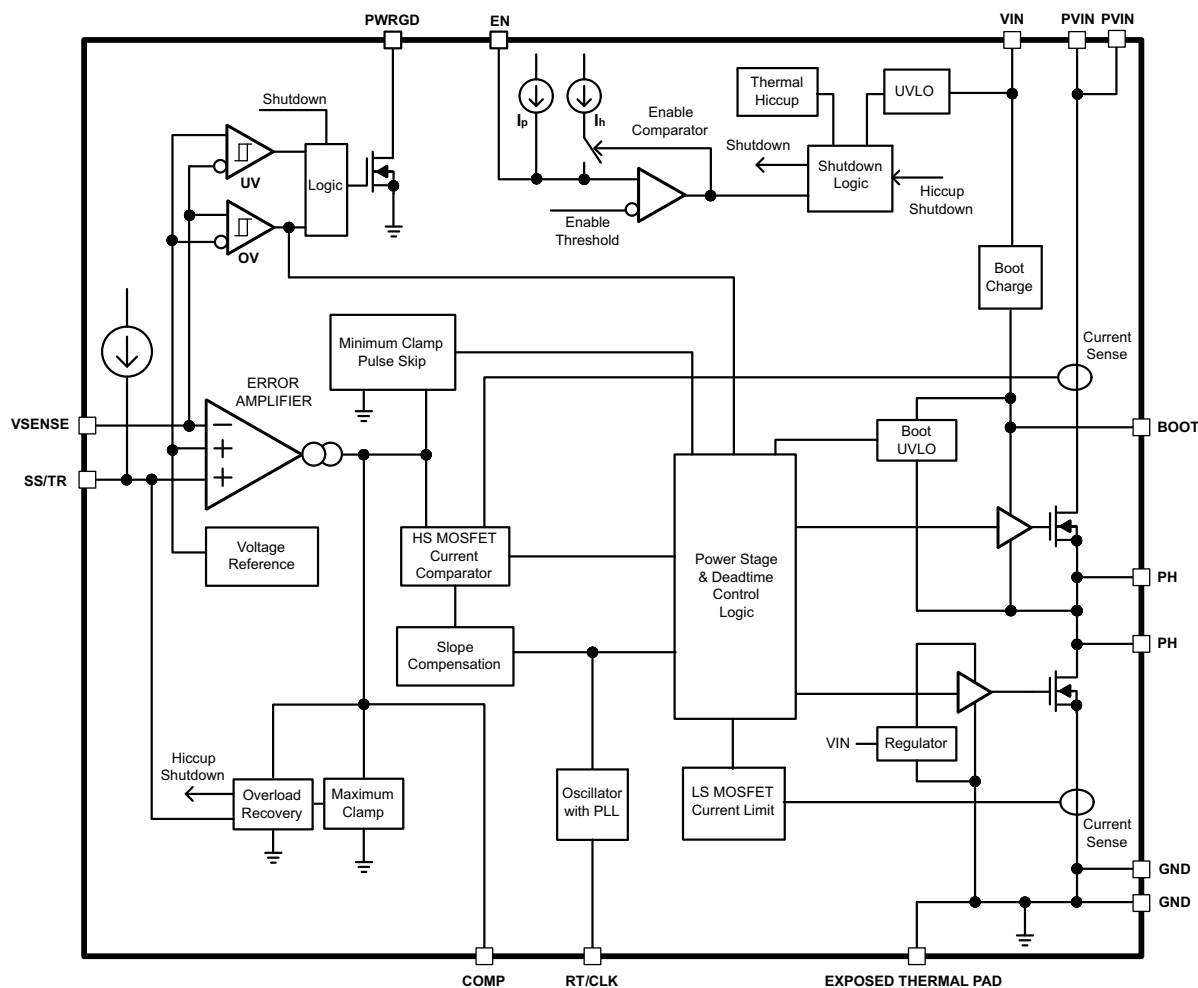 PWRGD
EN
VIN
PVIN
PVIN
Shutdown
UV
Logic
OV
Ip
Ih
Enable
Comparator
Enable
Threshold
Thermal
Hiccup
UVLO
Shutdown
Shutdown
Logic
Hiccup
Shutdown
Boot
Charge
Current
Sense
Minimum Clamp
Pulse Skip
ERROR
AMPLIFIER
VSENSE
SS/TR
BOOT
Boot
UVLO
Voltage
Reference
HS MOSFET
Current
Comparator
Power Stage
& Deadtime
Control
Logic
PH
Slope
Compensation
PH
VIN
Regulator
Hiccup
Shutdown
Overload
Recovery
Maximum
Clamp
Oscillator
with PLL
LS MOSFET
Current Limit
Current
Sense
GND
GND
COMP
RT/CLK
EXPOSED THERMAL PAD